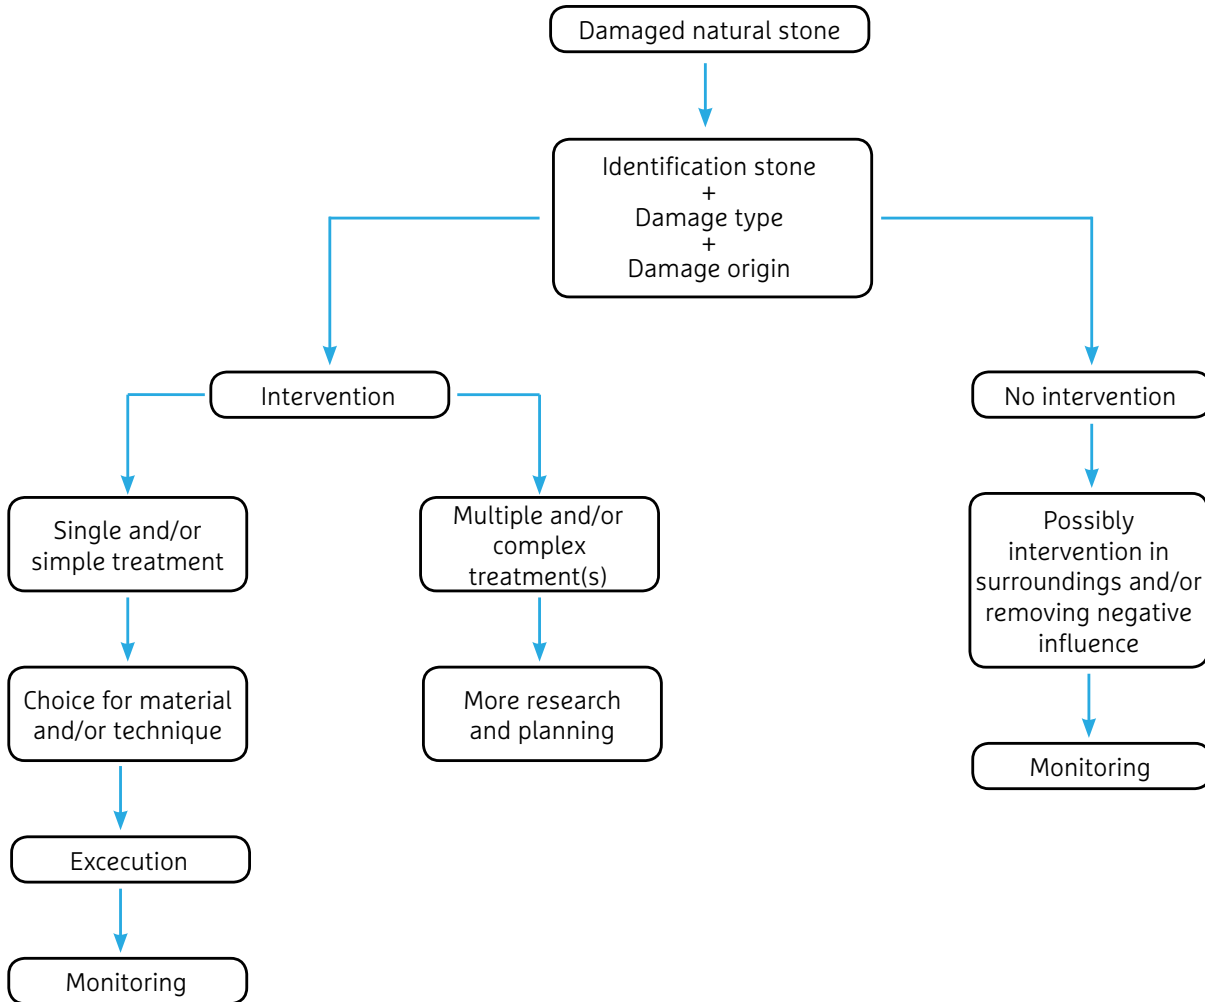 Damaged natural stone
Identification stone
+
Damage type
+
Damage origin
Intervention
No intervention
Single and/or
simple treatment
Multiple and/or
complex
treatment(s)
Possibly
intervention in
surroundings and/or
removing negative
influence
Choice for material
and/or technique
More research
and planning
Monitoring
Excecution
Monitoring